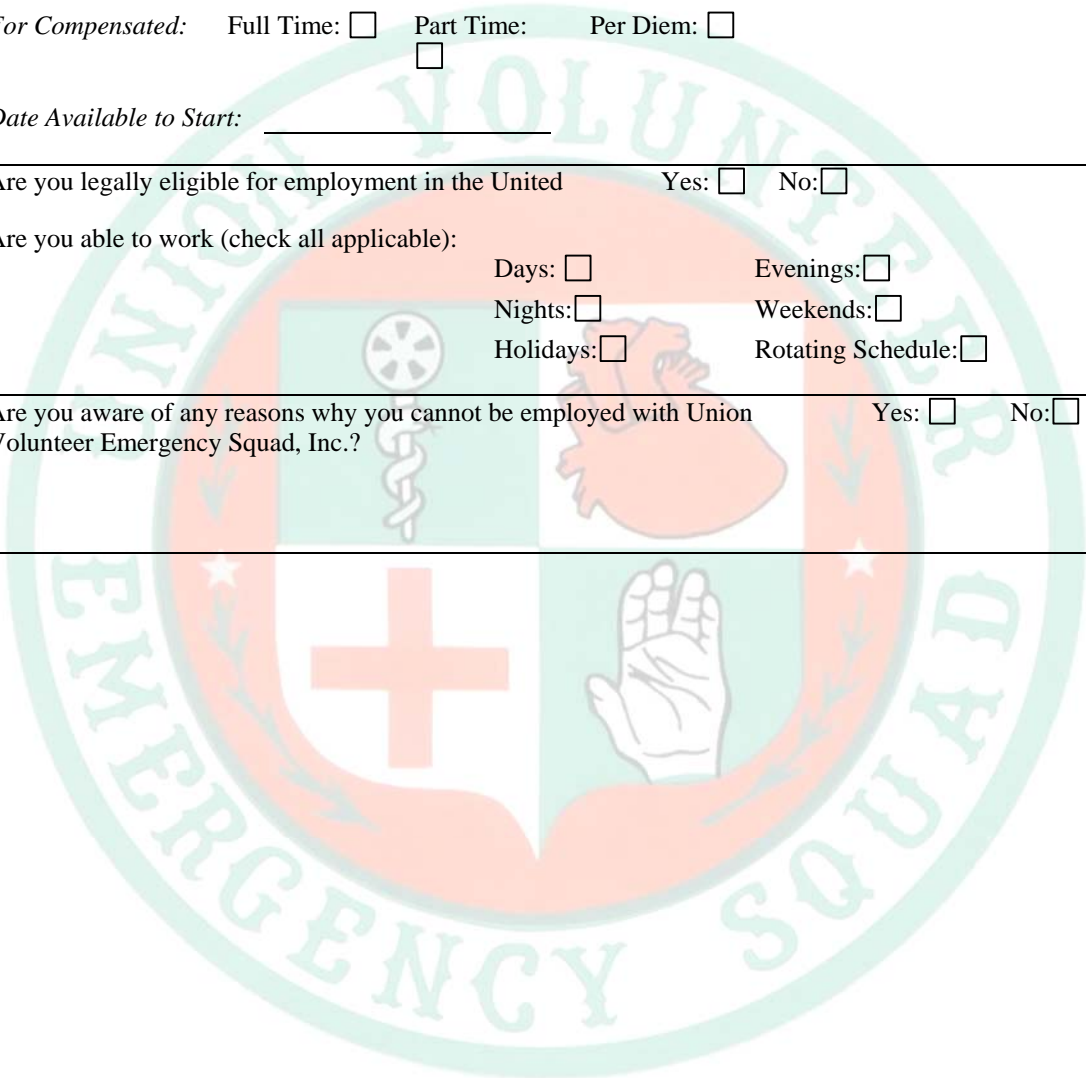 For Compensated: Full Time: ☐ Part Time: ☐ Per Diem: ☐
Date Available to Start:
Are you legally eligible for employment in the United Yes: ☐ No: ☐
Are you able to work (check all applicable):
Days: ☐ Evenings: ☐
Nights: ☐ Weekends: ☐
Holidays: ☐ Rotating Schedule: ☐
Are you aware of any reasons why you cannot be employed with Union Yes: ☐ No: ☐
Volunteer Emergency Squad, Inc.?
UNION VOLUNTEER
EMERGENCY SQUAD